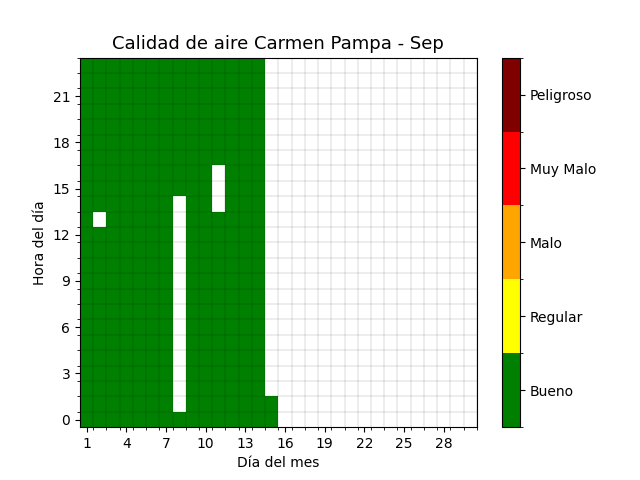 Calidad de aire Carmen Pampa - Sep
Hora del día
21
18
15
12
9
6
3
0
1 4 7 10 13 16 19 22 25 28
Día del mes
Peligroso
Muy Malo
Malo
Regular
Bueno